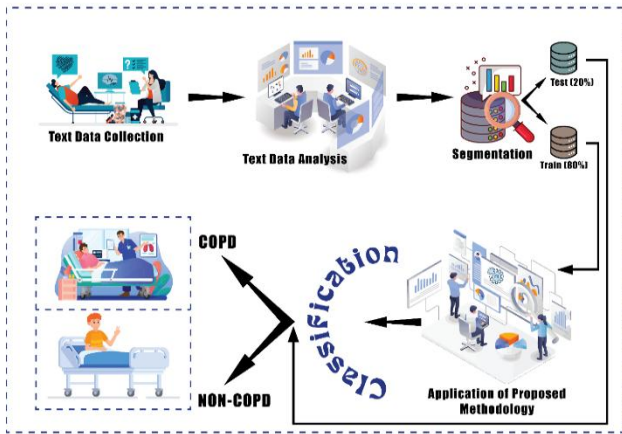 Text Data Collection
Text Data Analysis
Segmentation
Test (20%)
Train (80%)
COPD
NON-COPD
Classification
Application of Proposed
Methodology